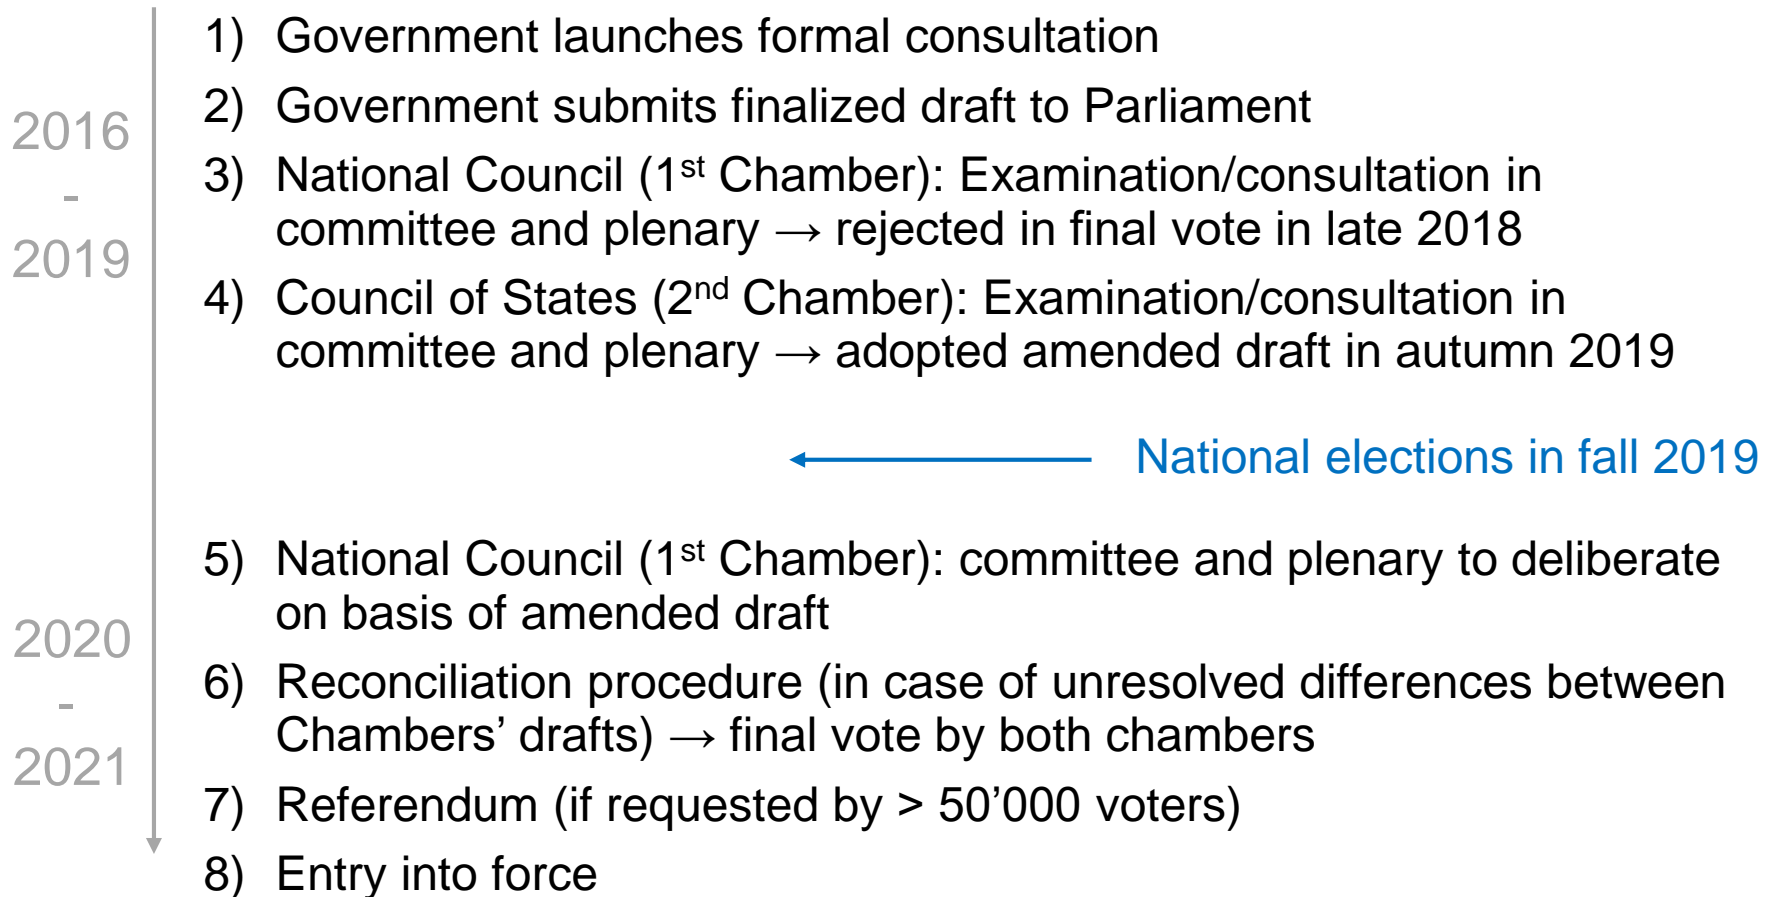 1) Government launches formal consultation
2) Government submits finalized draft to Parliament
2016
-
2019
3) National Council (1st Chamber): Examination/consultation in
committee and plenary → rejected in final vote in late 2018
4) Council of States (2nd Chamber): Examination/consultation in
committee and plenary → adopted amended draft in autumn 2019
National elections in fall 2019
5) National Council (1st Chamber): committee and plenary to deliberate
on basis of amended draft
2020
-
2021
6) Reconciliation procedure (in case of unresolved differences between
Chambers’ drafts) → final vote by both chambers
7) Referendum (if requested by > 50’000 voters)
8) Entry into force